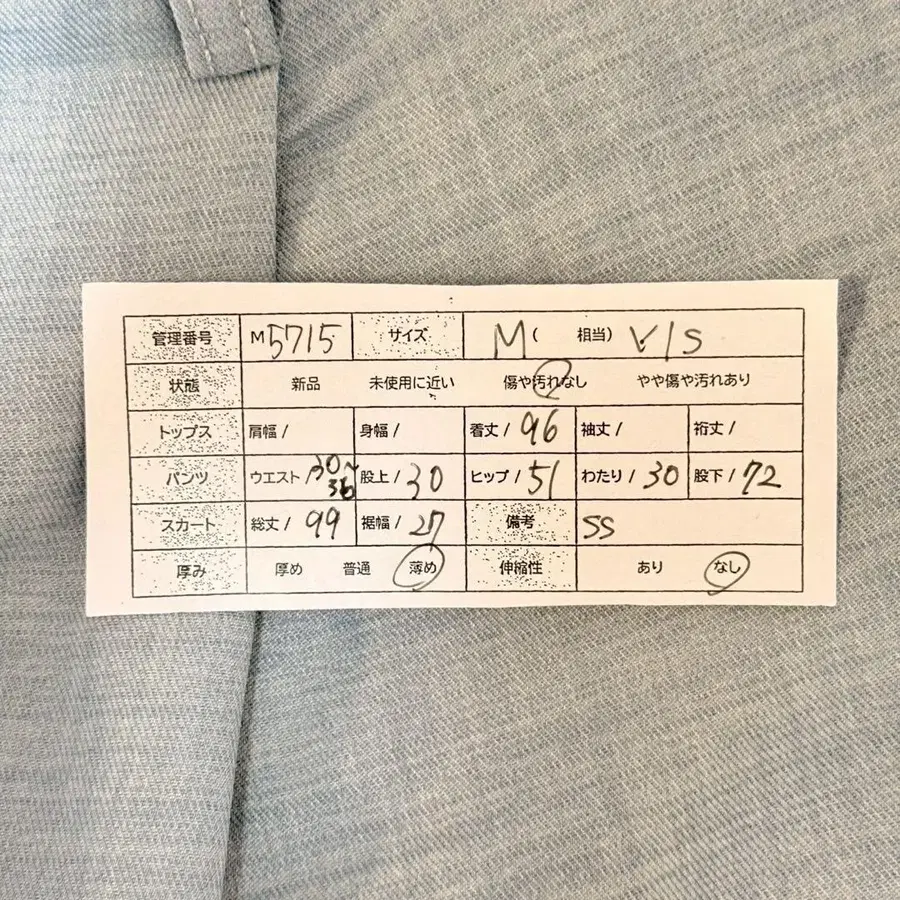 管理番号 M5715 サイズ M( 相当) V/S
状態 新品 未使用に近い 傷や汚れなし やや傷や汚れあり
トップス 肩幅 / 身幅 / 着丈 / 96 袖丈 / 裄丈 /
パンツ ウエスト / 30~36 股上 / 30 ヒップ / 51 わたり / 30 股下 / 72
スカート 総丈 / 99 裾幅 / 27 備考 SS
厚み 厚め 普通 薄め 伸縮性 あり なし